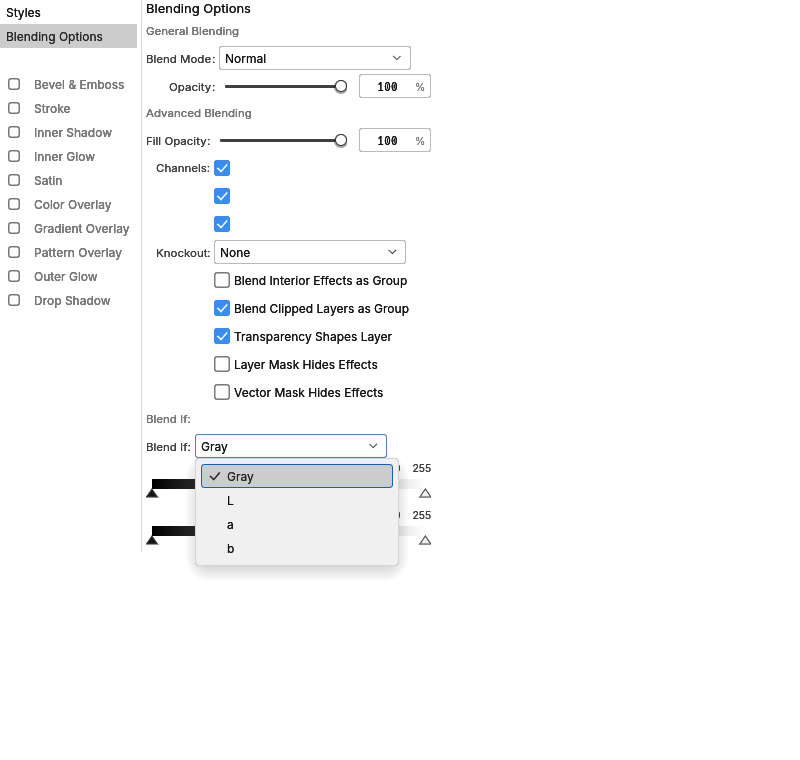 Styles
Blending Options
Bevel & Emboss
Stroke
Inner Shadow
Inner Glow
Satin
Color Overlay
Gradient Overlay
Pattern Overlay
Outer Glow
Drop Shadow
Blending Options
General Blending
Blend Mode: Normal
Opacity: 100 %
Advanced Blending
Fill Opacity: 100 %
Channels:
Knockout: None
Blend Interior Effects as Group
Blend Clipped Layers as Group
Transparency Shapes Layer
Layer Mask Hides Effects
Vector Mask Hides Effects
Blend If:
Blend If: Gray
255
Gray
L
255
a
b